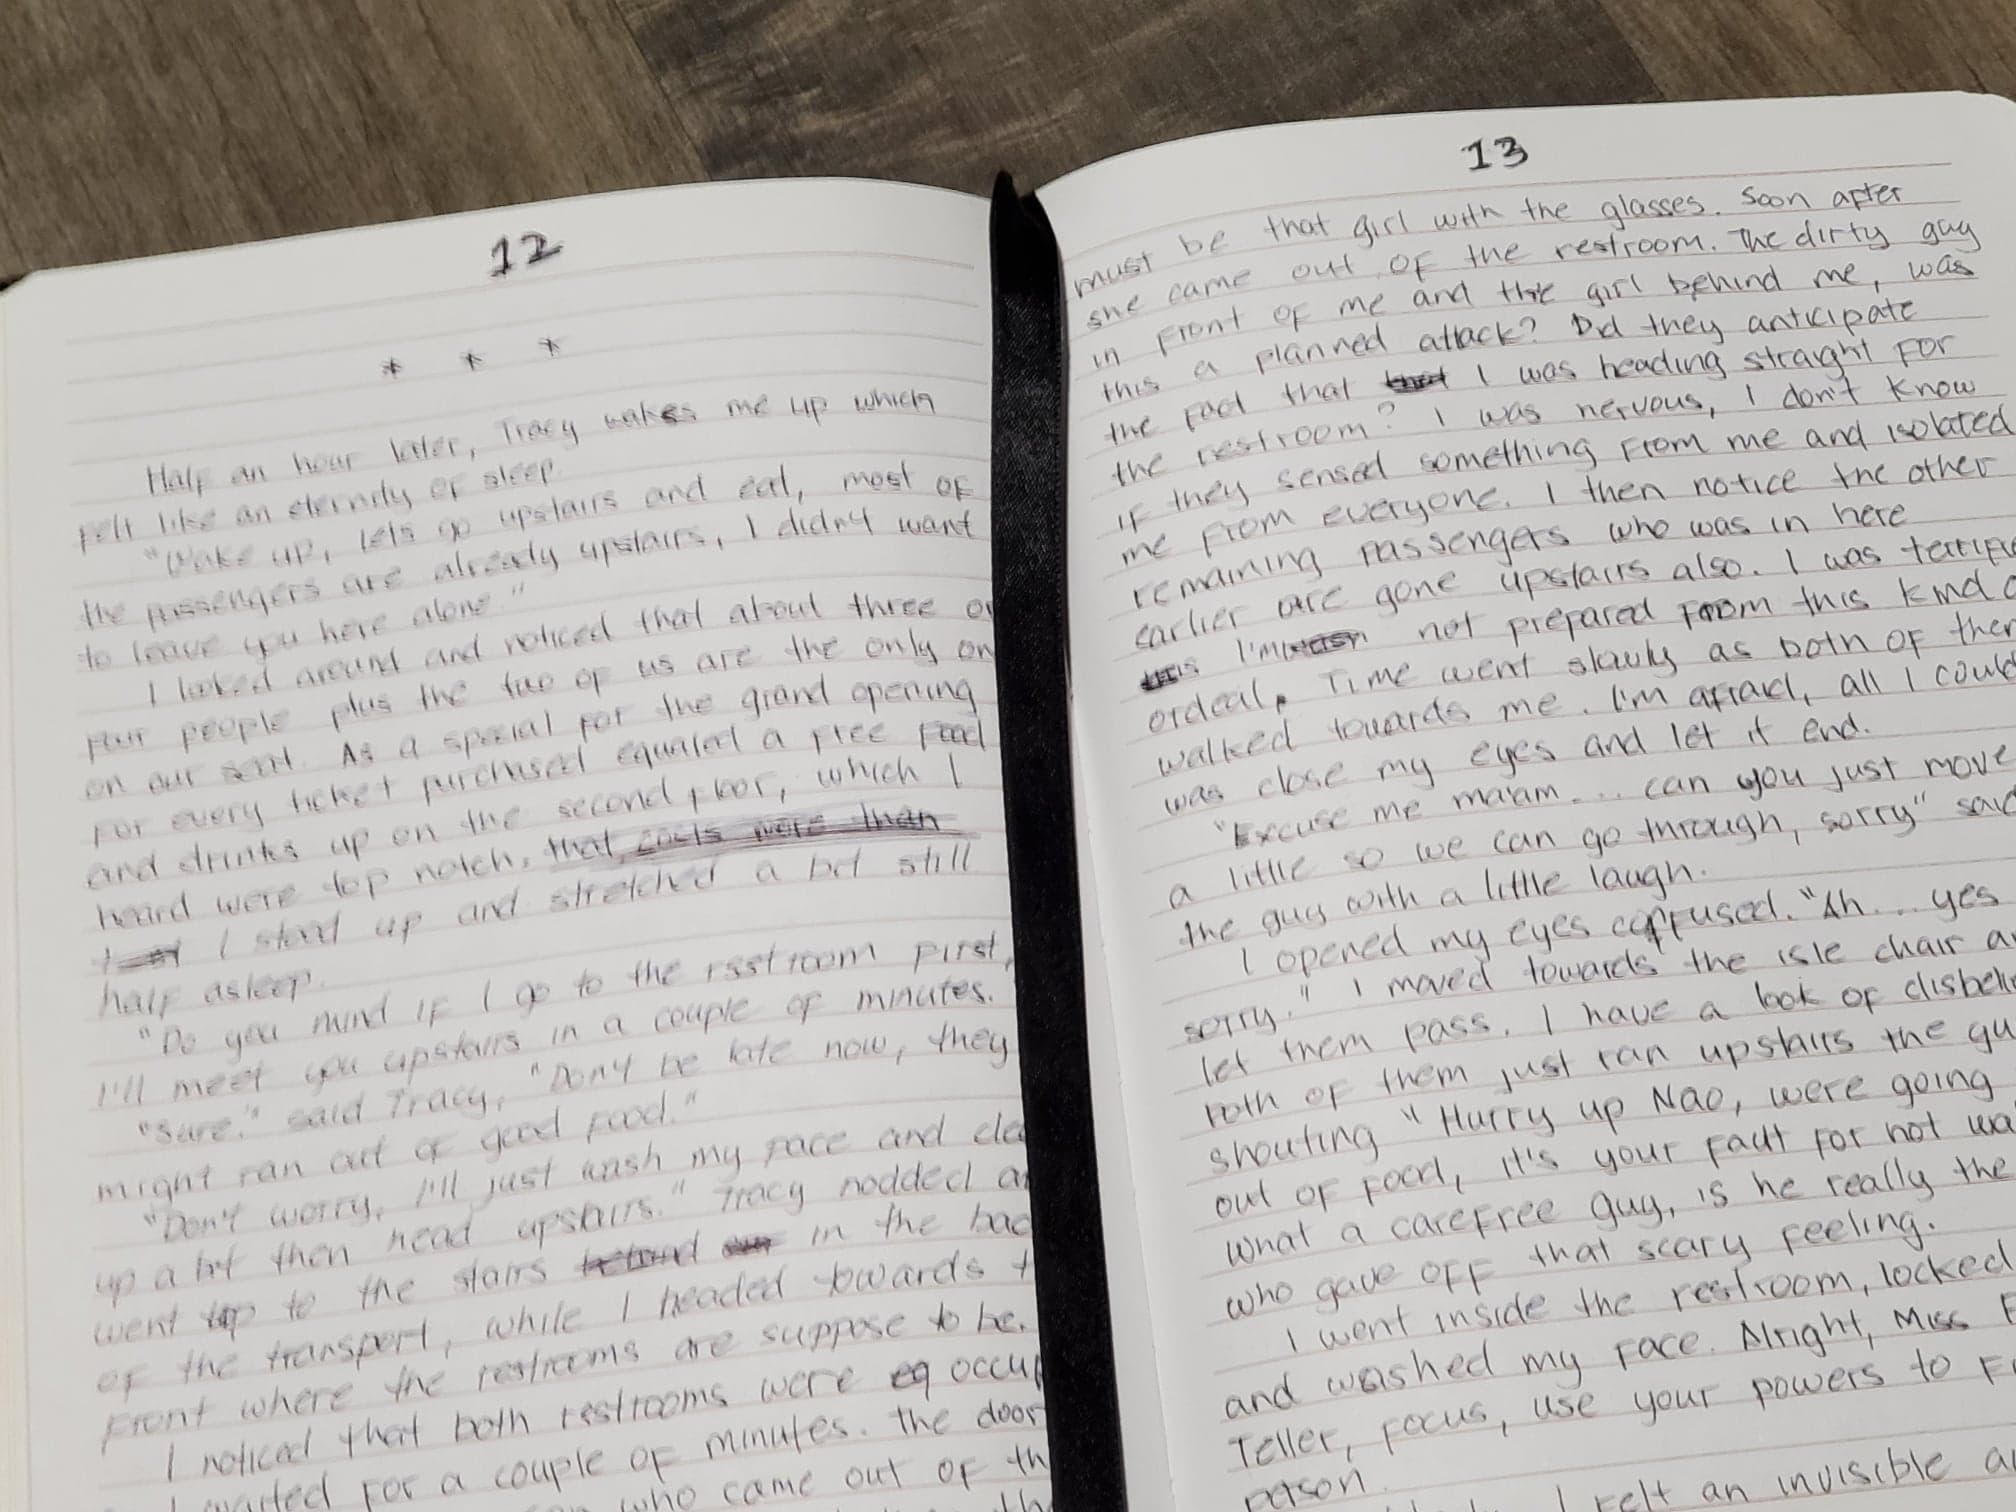 12
* * *
Half an hour later, Tracy wakes me up which
felt like an eternity of sleep.
"Wake up, lets go upstairs and eat, most of
the passengers are already upstairs, I didn't want
to leave you here alone."
I looked around and noticed that about three or
four people plus the two of us are the only on
on our seat. As a special for the grand opening
for every ticket purchased equaled a free food
and drinks up on the second floor, which I
heard were top notch, that costs were than
I stood up and stretched a bit still
half asleep.
"Do you mind if I go to the restroom first,
I'll meet you upstairs in a couple of minutes.
"Sure." said Tracy, "Don't be late now, they
might ran out of good food."
"Don't worry, I'll just wash my face and clea
up a bit then head upstairs." Tracy nodded a
went to the stairs behind in the bac
of the transport, while I headed towards t
front where the restrooms are suppose to be.
I noticed that both restrooms were occup
I waited for a couple of minutes. The door
who came out of th
13
must be that girl with the glasses. Soon after
she came out of the restroom. The dirty guy
in front of me and the girl behind me, was
this a planned attack? Did they anticipate
the fact that that I was heading straight for
the restroom? I was nervous, I don't know
if they sensed something from me and isolated
me from everyone. I then notice the other
remaining passengers who was in here
earlier are gone upstairs also. I was terrifie
this I'm not prepared from this kind o
ordeal. Time went slowly as both of them
walked towards me. I'm afraid, all I could
was close my eyes and let it end.
"Excuse me ma'am... can you just move
a little so we can go through, sorry" said
the guy with a little laugh.
I opened my eyes confused. "Ah... yes
sorry." I moved towards the isle chair a
let them pass. I have a look of disbelie
both of them just ran upstairs the gu
shouting "Hurry up Nao, were going
out of food, it's your fault for not wa
what a carefree guy, is he really the
who gave off that scary feeling.
I went inside the restroom, locked
and washed my face. Alright, Miss F
Teller, focus, use your powers to f
person.
I felt an invisible a